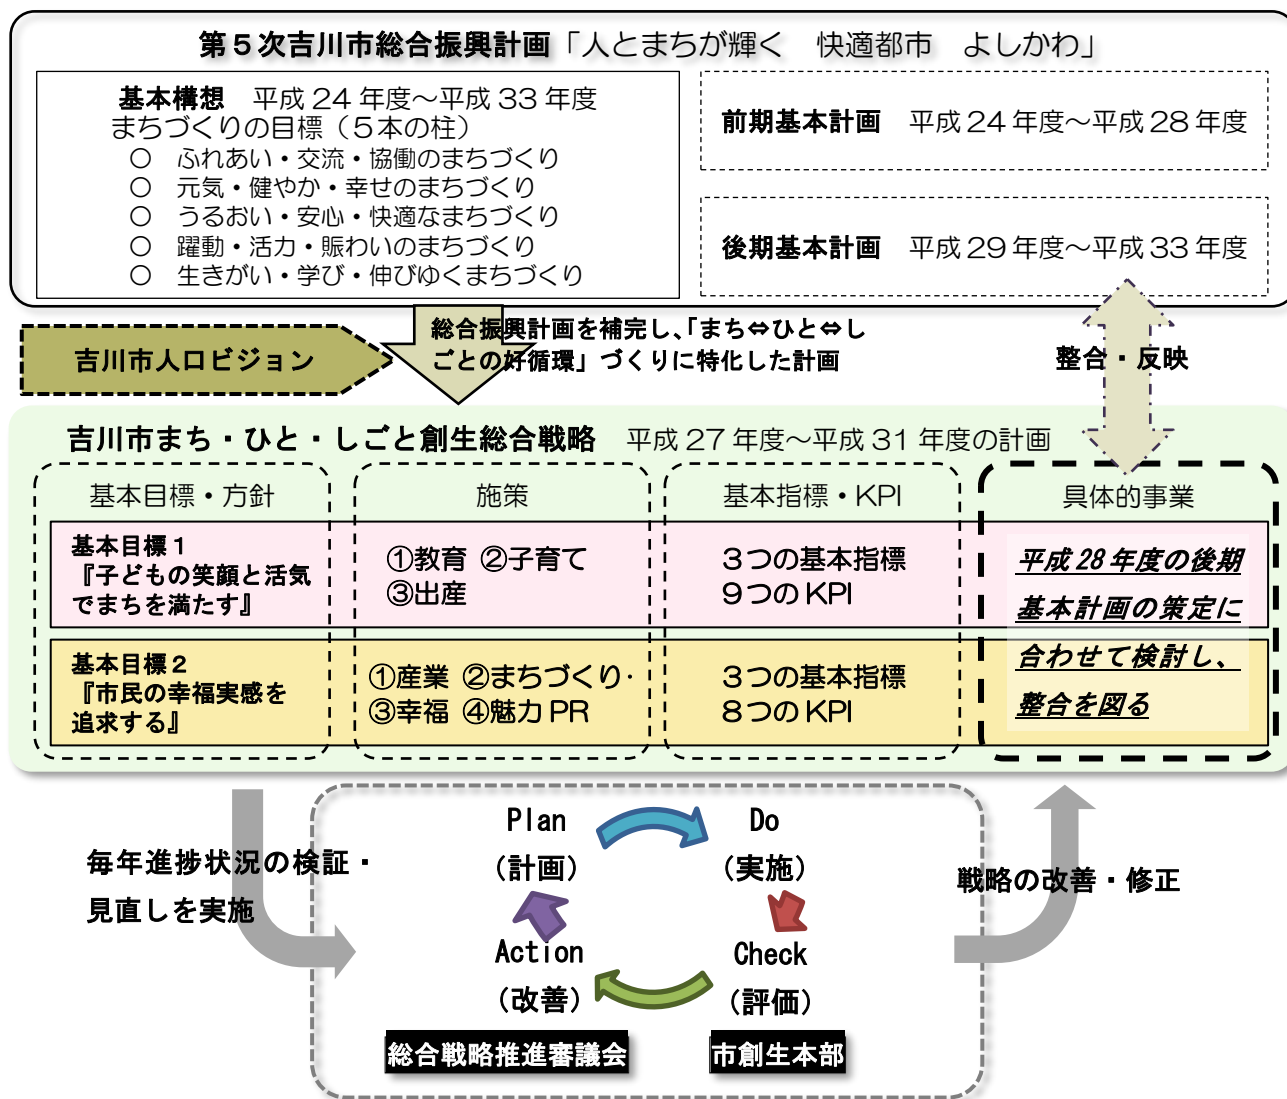 第５次吉川市総合振興計画「人とまちが輝く　快適都市　よしかわ」
基本構想　平成 24 年度～平成 33 年度
まちづくりの目標（５本の柱）
○　ふれあい・交流・協働のまちづくり
○　元気・健やか・幸せのまちづくり
○　うるおい・安心・快適なまちづくり
○　躍動・活力・賑わいのまちづくり
○　生きがい・学び・伸びゆくまちづくり
前期基本計画　平成 24 年度～平成 28 年度
後期基本計画　平成 29 年度～平成 33 年度
吉川市人口ビジョン
総合振興計画を補完し、「まち⇔ひと⇔し
ごとの好循環」づくりに特化した計画
整合・反映
吉川市まち・ひと・しごと創生総合戦略　平成 27 年度～平成 31 年度の計画
基本目標・方針
施策
基本指標・KPI
具体的事業
基本目標１
『子どもの笑顔と活気
でまちを満たす』
①教育 ②子育て
③出産
３つの基本指標
９つの KPI
基本目標２
『市民の幸福実感を
追求する』
①産業 ②まちづくり・
③幸福 ④魅力 PR
３つの基本指標
８つの KPI
平成 28 年度の後期
基本計画の策定に
合わせて検討し、
整合を図る
毎年進捗状況の検証・
見直しを実施
Plan
(計画)
Do
(実施)
Action
(改善)
Check
(評価)
総合戦略推進審議会
市創生本部
戦略の改善・修正